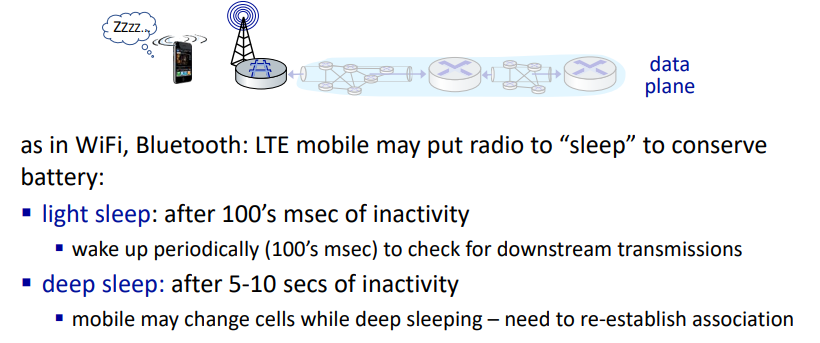 ZZzz...
data
plane
as in WiFi, Bluetooth: LTE mobile may put radio to “sleep” to conserve
battery:
▪ light sleep: after 100’s msec of inactivity
▪ wake up periodically (100’s msec) to check for downstream transmissions
▪ deep sleep: after 5-10 secs of inactivity
▪ mobile may change cells while deep sleeping – need to re-establish association